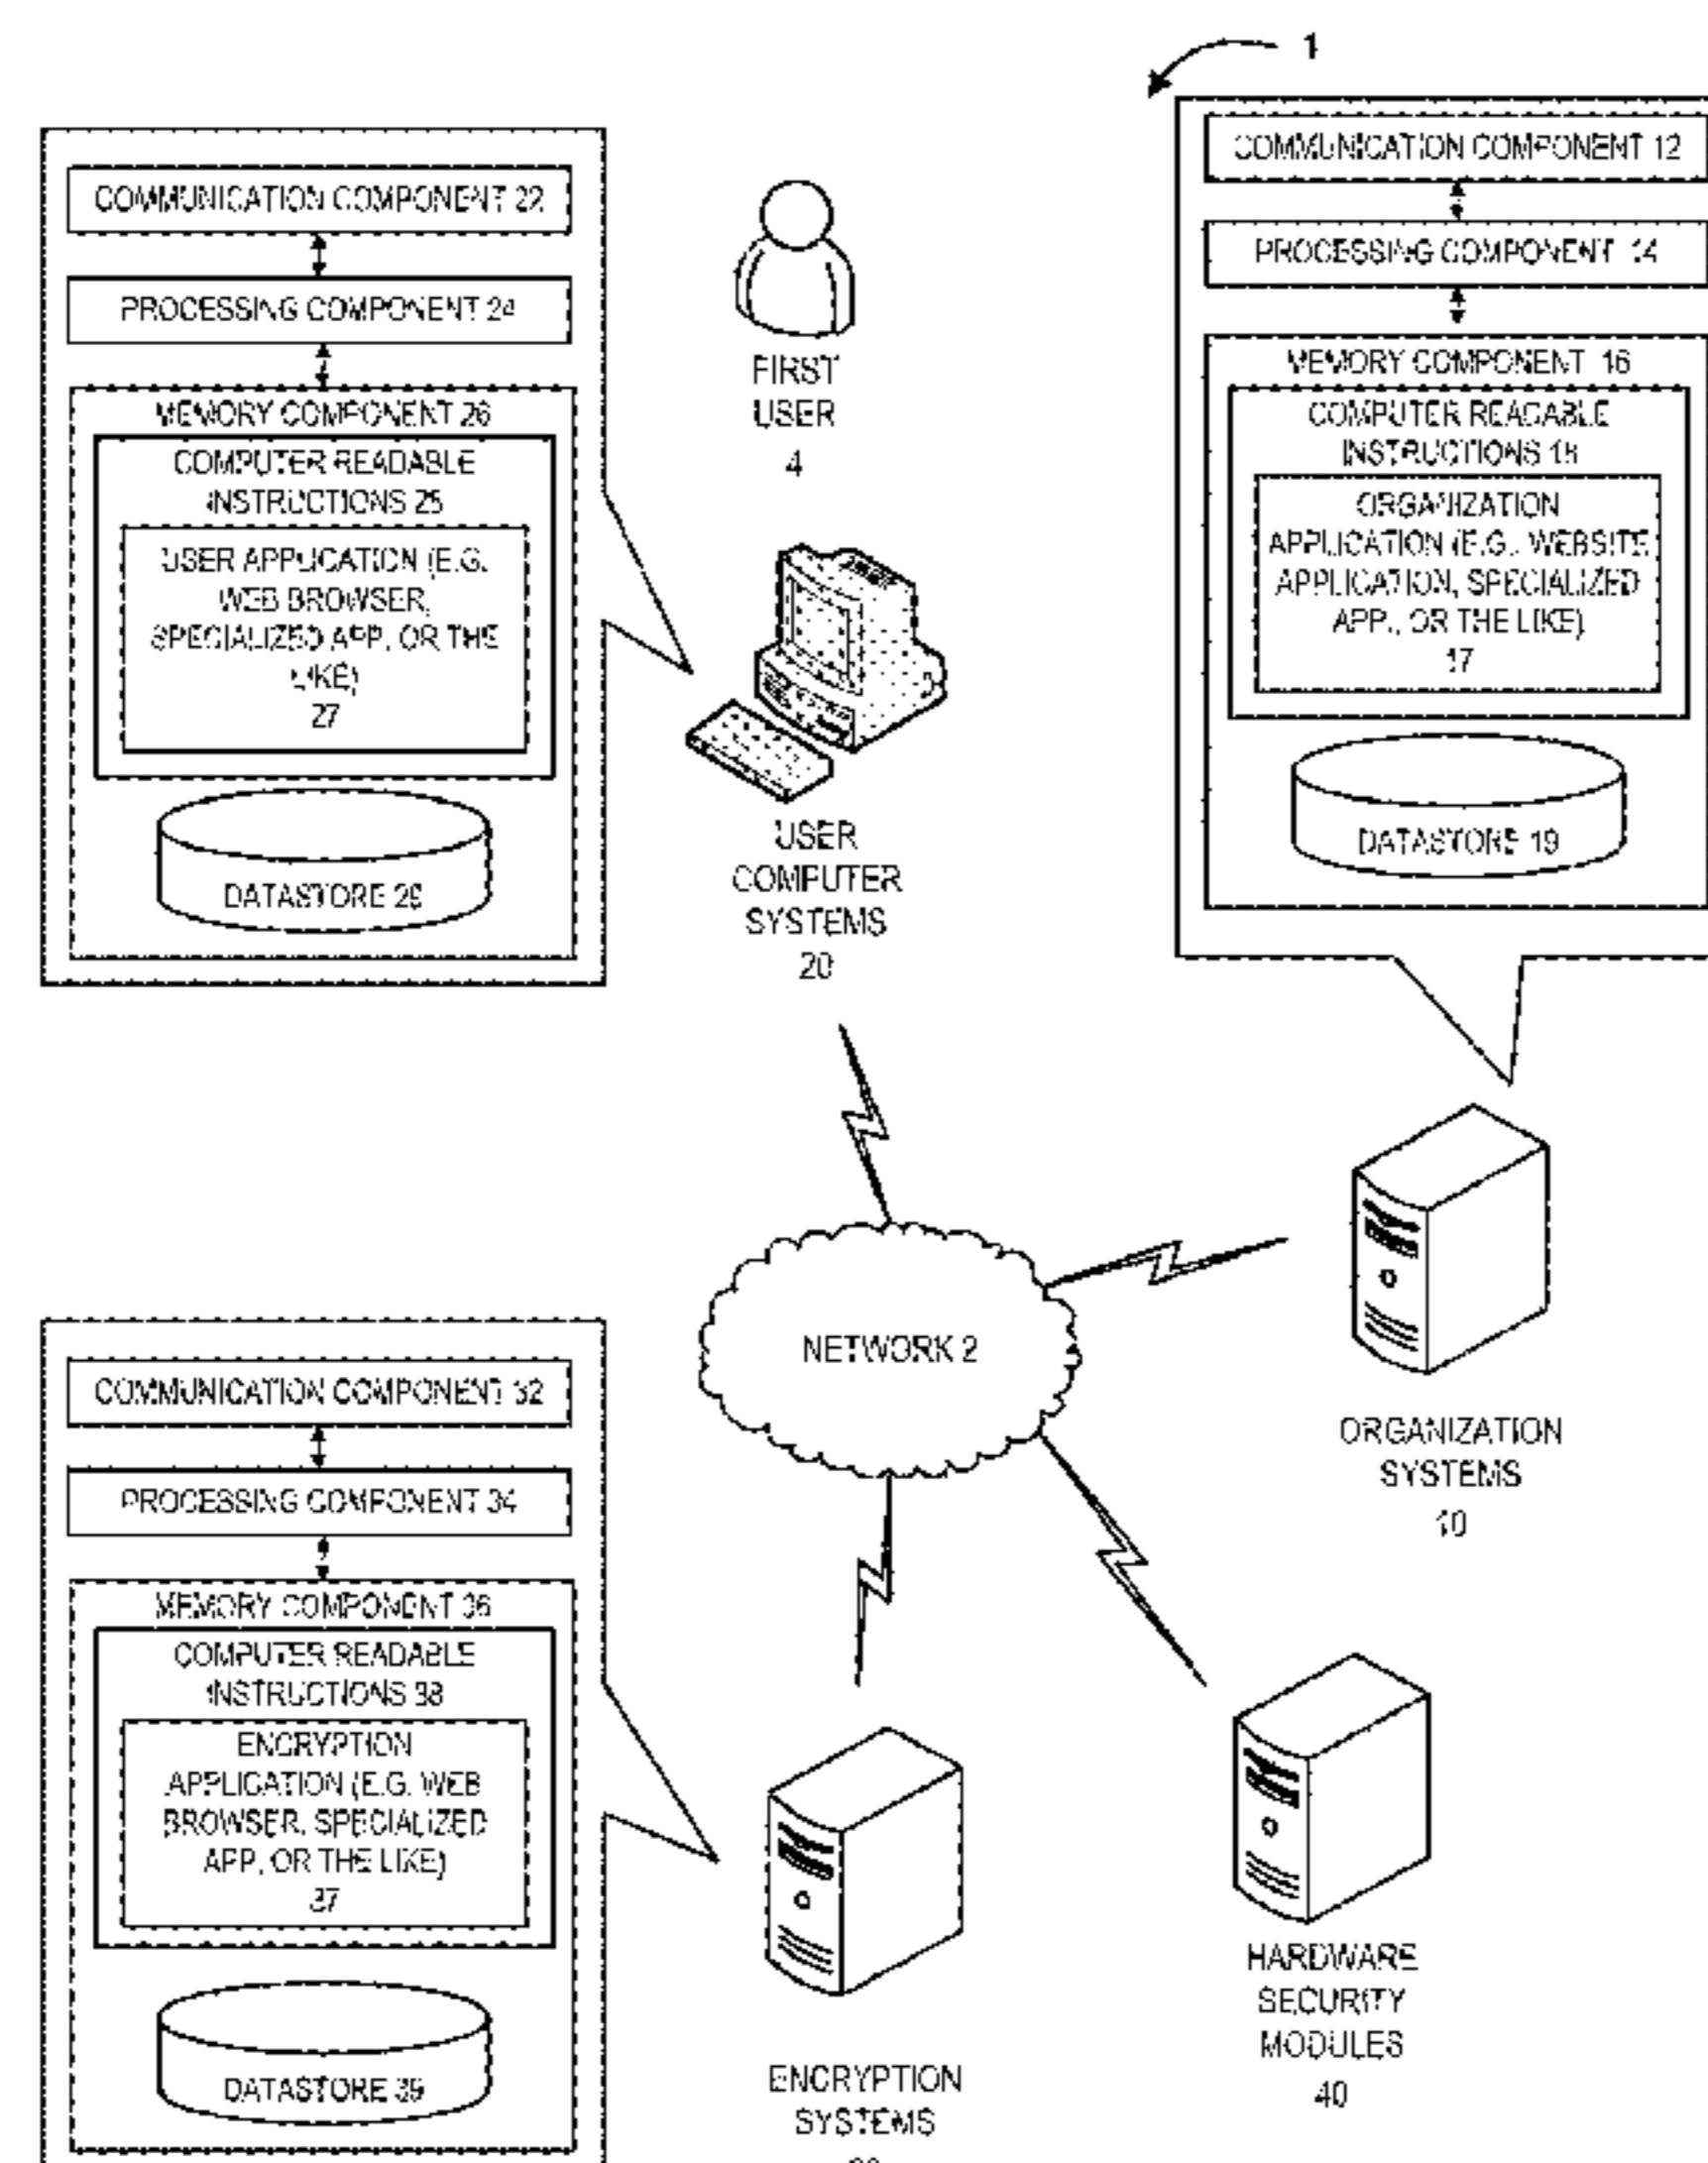 1
COMMUNICATION COMPONENT 22
PROCESSING COMPONENT 24
MEMORY COMPONENT 26
COMPUTER READABLE
INSTRUCTIONS
USER APPLICATION (E.G.
WEB BROWSER,
SPECIALIZED APP, OR THE
LIKE)
27
DATASTORE
FIRST
USER
4
USER
COMPUTER
SYSTEMS
20
COMMUNICATION COMPONENT 12
PROCESSING COMPONENT 14
MEMORY COMPONENT 16
COMPUTER READABLE
INSTRUCTIONS 18
ORGANIZATION
APPLICATION (E.G., WEBSITE
APPLICATION, SPECIALIZED
APP., OR THE LIKE)
17
DATASTORE 19
NETWORK 2
ORGANIZATION
SYSTEMS
10
COMMUNICATION COMPONENT 32
PROCESSING COMPONENT 34
MEMORY COMPONENT 36
COMPUTER READABLE
INSTRUCTIONS 38
ENCRYPTION
APPLICATION (E.G. WEB
BROWSER, SPECIALIZED
APP, OR THE LIKE)
37
DATASTORE 39
ENCRYPTION
SYSTEMS
HARDWARE
SECURITY
MODULES
40